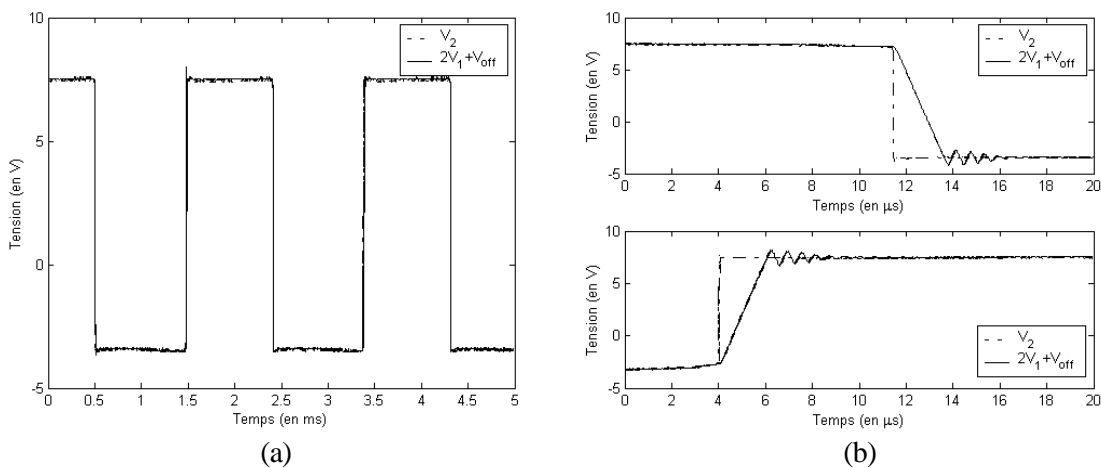 10
5
0
-5
Tension (en V)
0 0.5 1 1.5 2 2.5 3 3.5 4 4.5 5
Temps (en ms)
V2
2V1+Voff
(a)
10
5
0
-5
Tension (en V)
0 2 4 6 8 10 12 14 16 18 20
Temps (en µs)
V2
2V1+Voff
10
5
0
-5
Tension (en V)
0 2 4 6 8 10 12 14 16 18 20
Temps (en µs)
V2
2V1+Voff
(b)